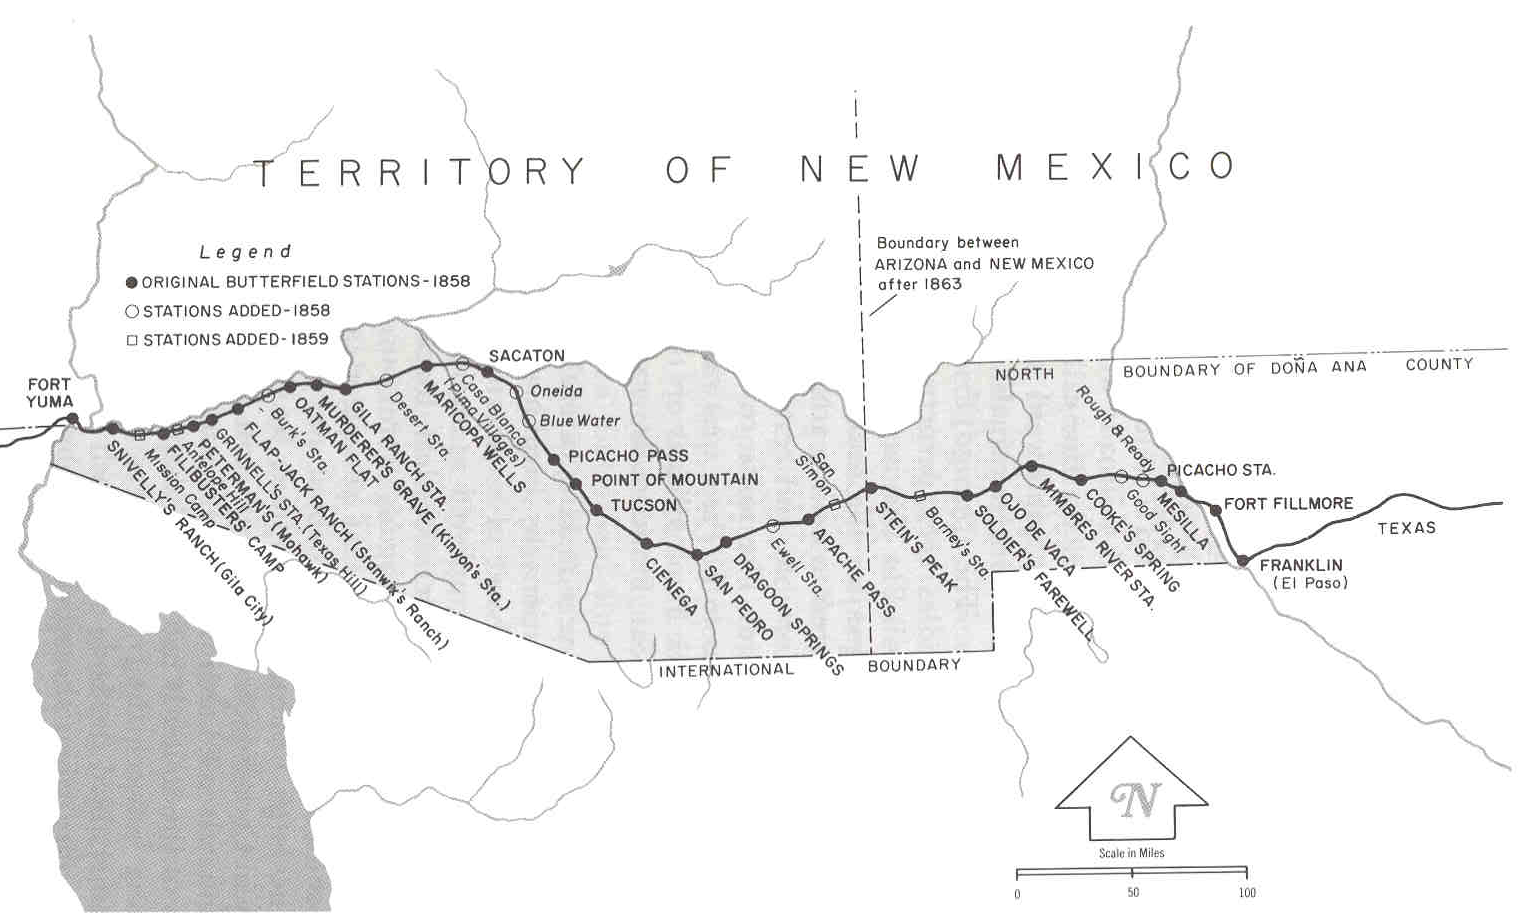 TERRITORY OF NEW MEXICO
Legend
ORIGINAL BUTTERFIELD STATIONS-1858
STATIONS ADDED-1858
STATIONS ADDED-1859
Boundary between
ARIZONA and NEW MEXICO
after 1863
NORTH BOUNDARY OF DOÑA ANA COUNTY
FORT
YUMA
SNIVELLY'S RANCH (Gila City)
Mission Camp
FILIBUSTERS' CAMP
Antelope Hill
PETERMAN'S (Mohawk)
GRINNELL'S STA (Texas Hill)
FLAP-JACK RANCH (Stanwix's Ranch)
Burk's Sta.
OATMAN FLAT
MURDERER'S GRAVE (Kinyon's Sta.)
GILA RANCH STA.
Desert Sta.
MARICOPA WELLS
Casa Blanca
(Pima Villages)
SACATON
Oneida
Blue Water
PICACHO PASS
POINT OF MOUNTAIN
TUCSON
CIENEGA
SAN PEDRO
DRAGOON SPRINGS
Ewell Sta.
APACHE PASS
San
Simon
STEIN'S PEAK
Barney's Sta
SOLDIER'S FAREWELL
OJO DE VACA
MIMBRES RIVER STA.
COOKE'S SPRING
Good Sight
Rough & Ready
PICACHO STA.
MESILLA
FORT FILLMORE
FRANKLIN
(El Paso)
TEXAS
INTERNATIONAL BOUNDARY
N
Scale in Miles
0 50 100